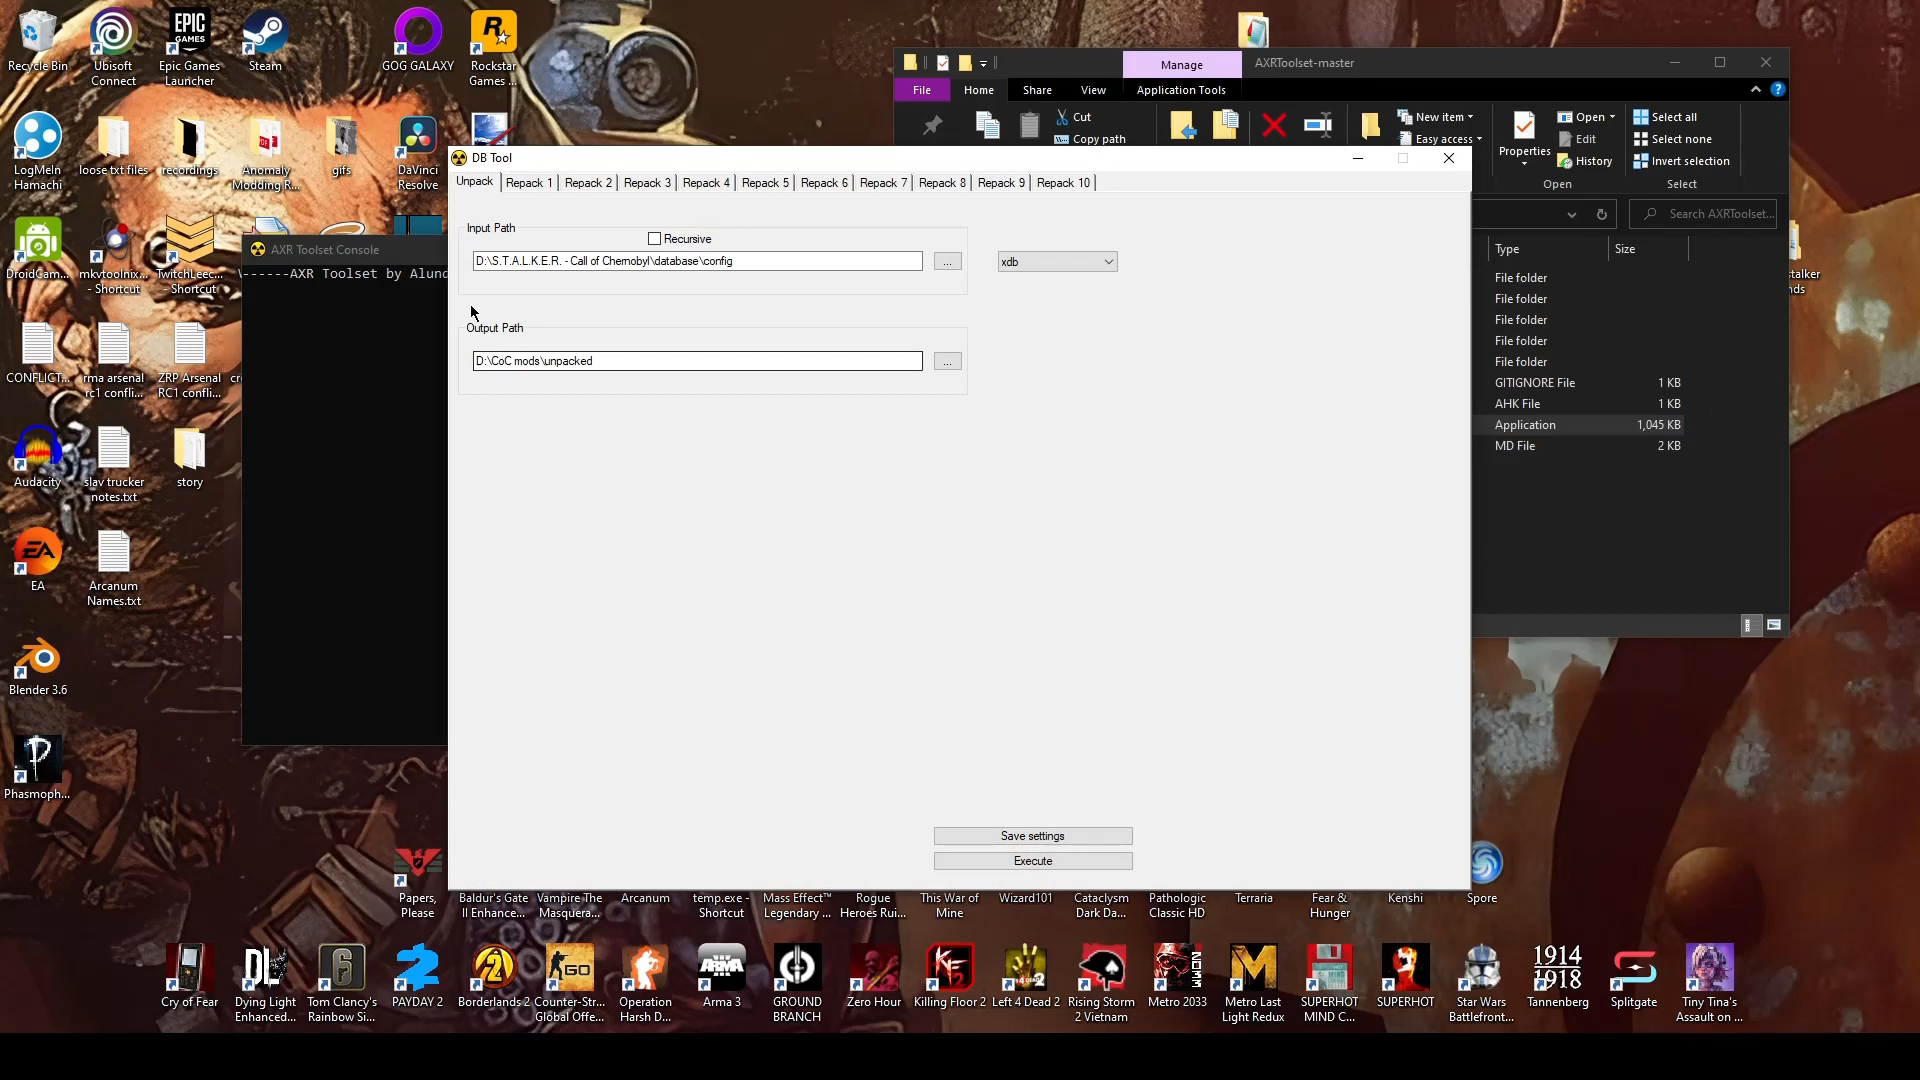 Recycle Bin
Ubisoft
Connect
Epic Games
Launcher
Steam
GOG GALAXY
Rockstar
Games ...
EPIC
GAMES
LogMeIn
Hamachi
loose txt files
recordings
Anomaly
Modding R...
gifs
DaVinci
Resolve
DroidCam...
mkvtoolnix...
- Shortcut
TwitchLeec...
- Shortcut
CONFLICT...
rma arsenal
rc1 confli...
ZRP Arsenal
RC1 confli...
Audacity
slav trucker
notes.txt
story
EA
Arcanum
Names.txt
Blender 3.6
Phasmoph...
AXR Toolset Console
\------AXR Toolset by Alund
Manage
AXRToolset-master
File
Home
Share
View
Application Tools
Cut
Copy path
New item
Easy access
Properties
Open
Edit
History
Open
Select all
Select none
Invert selection
Select
Search AXRToolset...
Type
Size
File folder
File folder
File folder
File folder
File folder
GITIGNORE File
1 KB
AHK File
1 KB
Application
1,045 KB
MD File
2 KB
DB Tool
Unpack
Repack 1
Repack 2
Repack 3
Repack 4
Repack 5
Repack 6
Repack 7
Repack 8
Repack 9
Repack 10
Input Path
Recursive
D:\S.T.A.L.K.E.R. - Call of Chernobyl\database\config
...
xdb
Output Path
D:\CoC mods\unpacked
...
Save settings
Execute
Papers,
Please
Baldur's Gate
II Enhance...
Vampire The
Masquera...
Arcanum
temp.exe -
Shortcut
Mass Effect™
Legendary ...
Rogue
Heroes Rui...
This War of
Mine
Wizard101
Cataclysm
Dark Da...
Pathologic
Classic HD
Terraria
Fear &
Hunger
Kenshi
Spore
Cry of Fear
Dying Light
Enhanced...
Tom Clancy's
Rainbow Si...
PAYDAY 2
Borderlands 2
Counter-Str...
Global Offe...
Operation
Harsh D...
Arma 3
GROUND
BRANCH
Zero Hour
Killing Floor 2
Left 4 Dead 2
Rising Storm
2 Vietnam
Metro 2033
Metro Last
Light Redux
SUPERHOT
MIND C...
SUPERHOT
Star Wars
Battlefront...
Tannenberg
Splitgate
Tiny Tina's
Assault on ...
1914
1918